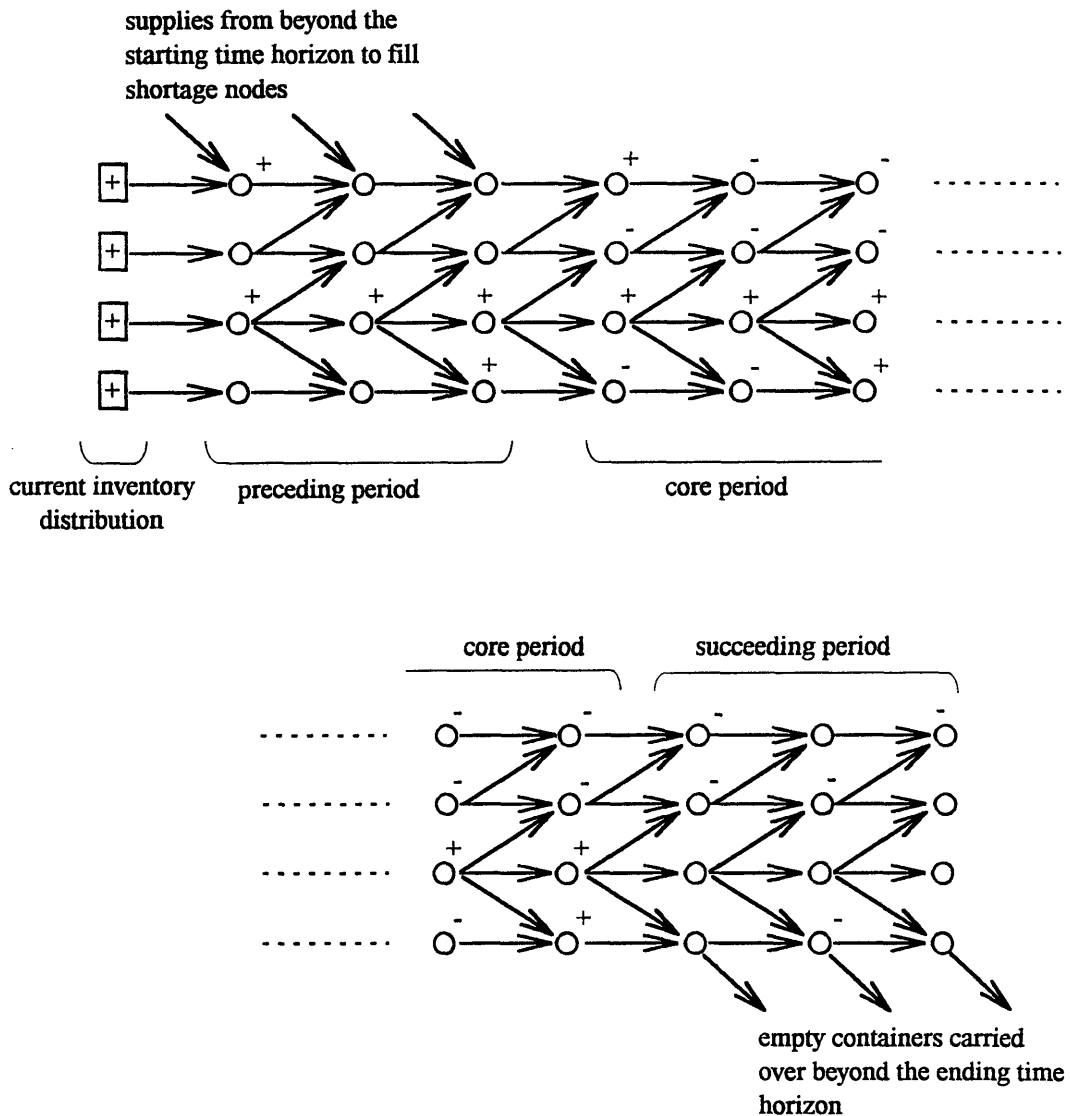 supplies from beyond the
starting time horizon to fill
shortage nodes
+ + - -
+
+ - - -
+ + + + + + +
+ + - - +
current inventory
distribution
preceding period
core period
core period
succeeding period
- - - -
- - - -
+ +
- + -
empty containers carried
over beyond the ending time
horizon